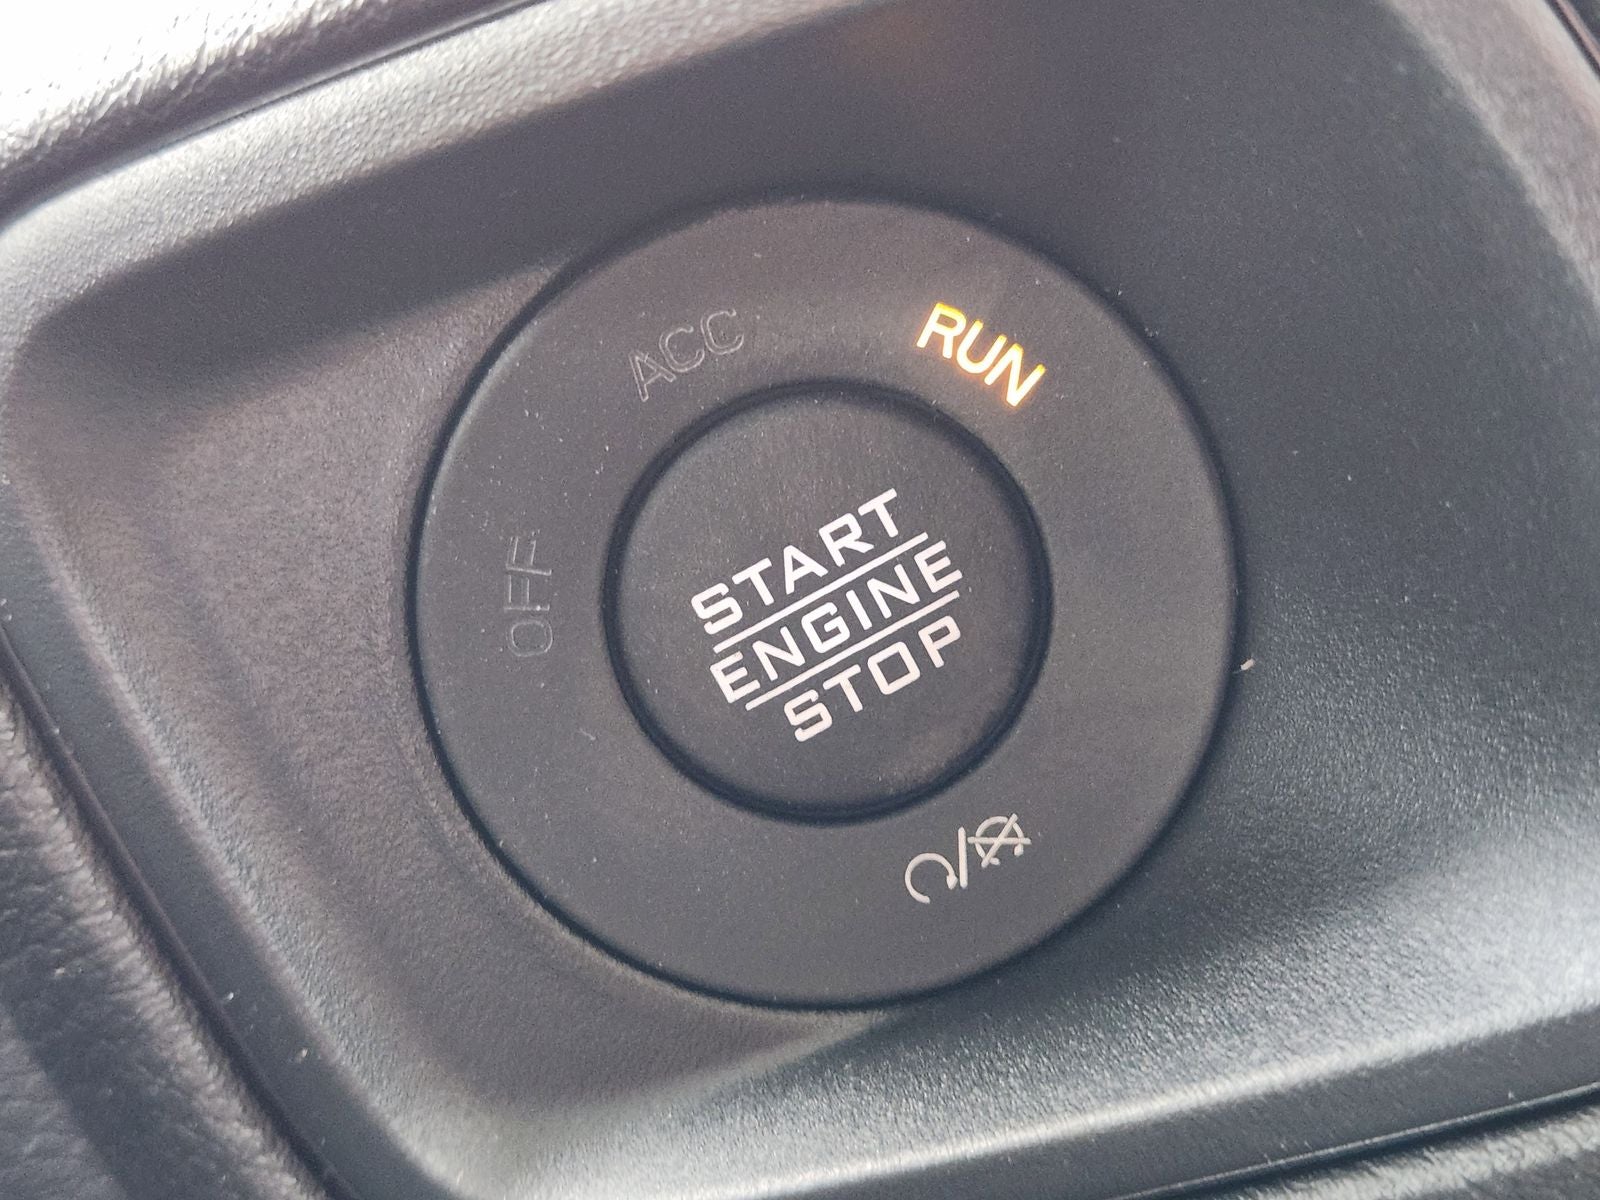 OFF
ACC
RUN
START
ENGINE
STOP